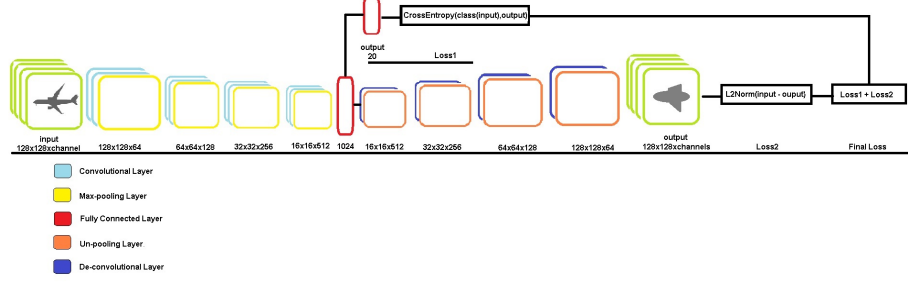 CrossEntropy(class(input),output)
output
20
Loss1
L2Norm(input - ouput)
Loss1 + Loss2
input
128x128xchannel
128x128x64
64x64x128
32x32x256
16x16x512
1024
16x16x512
32x32x256
64x64x128
128x128x64
output
128x128xchannels
Loss2
Final Loss
Convolutional Layer
Max-pooling Layer
Fully Connected Layer
Un-pooling Layer
De-convolutional Layer